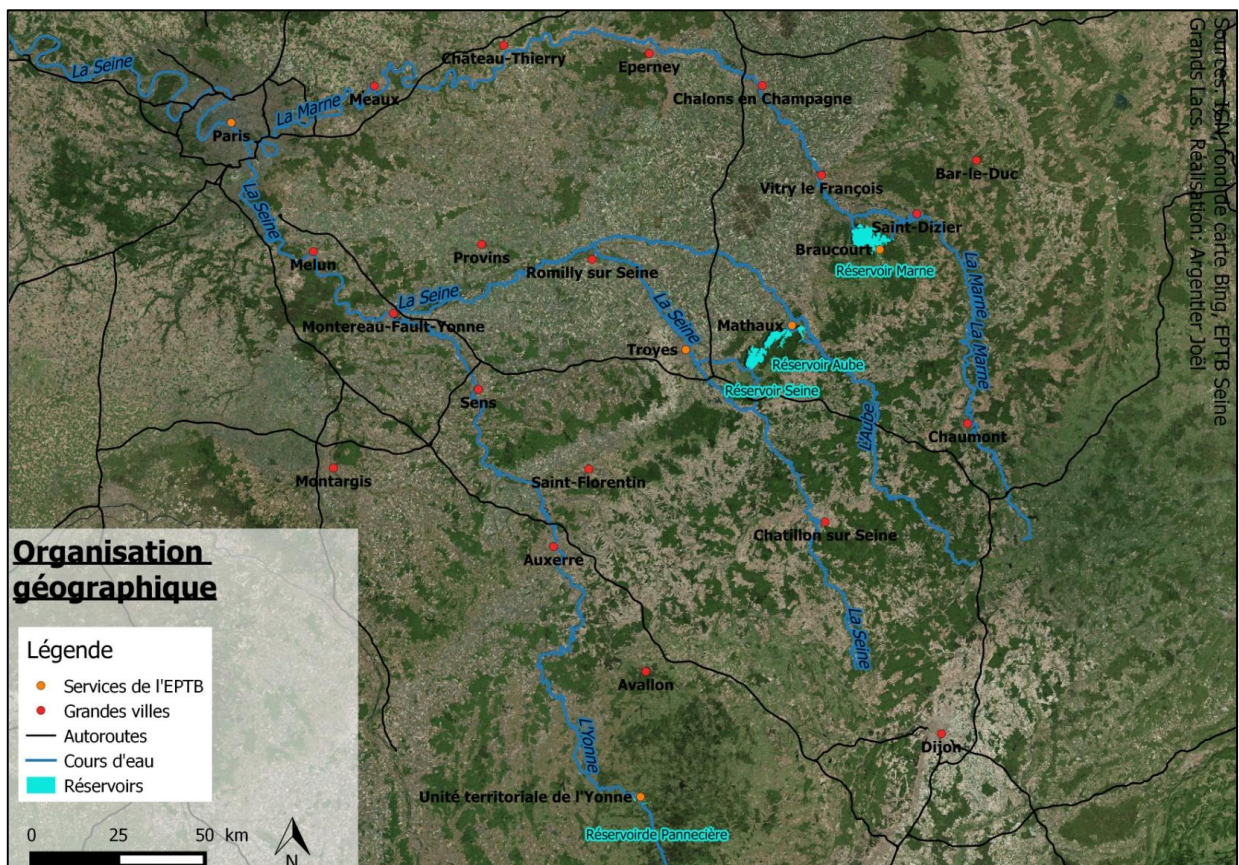 La Seine
La Marne
Château-Thierry
Eperney
Meaux
Chalons en Champagne
Paris
Bar-le-Duc
Vitry le François
La Seine
Saint-Dizier
Melun
Provins
Braucourt
Réservoir Marne
Romilly sur Seine
La Seine
La Marne
La Marne
Montereau-Fault-Yonne
La Seine
Mathaux
Troyes
Réservoir Aube
Réservoir Seine
Sens
L'Aube
Chaumont
Montargis
Saint-Florentin
Chatillon sur Seine
Auxerre
La Seine
Avallon
L'Yonne
Dijon
Unité territoriale de l'Yonne
Réservoirde Pannecière
Sources: IGN, fond de carte Bing, EPTB Seine
Grands Lacs. Réalisation: Argentier Joël
Organisation
géographique
Légende
Services de l'EPTB
Grandes villes
Autoroutes
Cours d'eau
Réservoirs
0 25 50 km
N